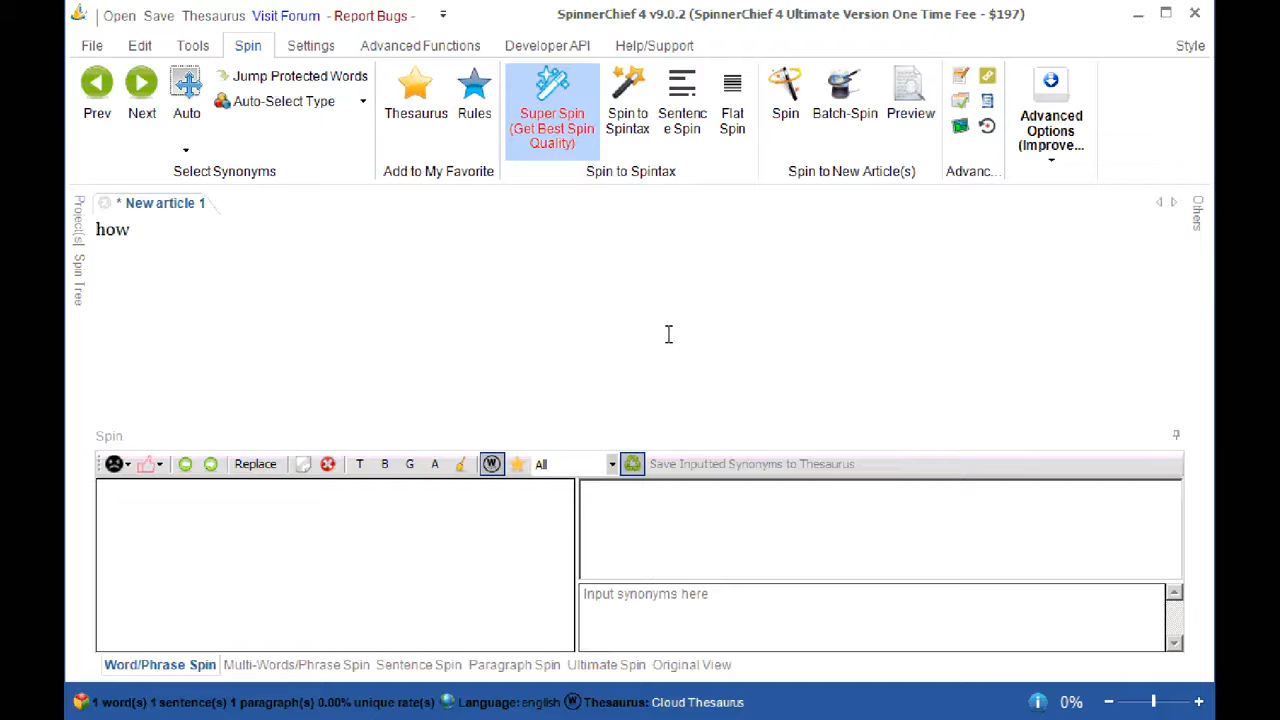 Open Save Thesaurus Visit Forum - Report Bugs - SpinnerChief 4 v9.0.2 (SpinnerChief 4 Ultimate Version One Time Fee - $197)
File Edit Tools Spin Settings Advanced Functions Developer API Help/Support Style
Prev
Next
Auto
Jump Protected Words
Auto-Select Type
Select Synonyms
Thesaurus
Rules
Add to My Favorite
Super Spin
(Get Best Spin
Quality)
Spin to
Spintax
Sentenc
e Spin
Flat
Spin
Spin to Spintax
Spin
Batch-Spin
Preview
Spin to New Article(s)
Advanc...
Advanced
Options
(Improve...
Project(s)
Spin Tree
* New article 1
Others
how
Spin
Replace T B G A W All Save Inputted Synonyms to Thesaurus
Input synonyms here
Word/Phrase Spin Multi-Words/Phrase Spin Sentence Spin Paragraph Spin Ultimate Spin Original View
1 word(s) 1 sentence(s) 1 paragraph(s) 0.00% unique rate(s) Language: english W Thesaurus: Cloud Thesaurus 0%